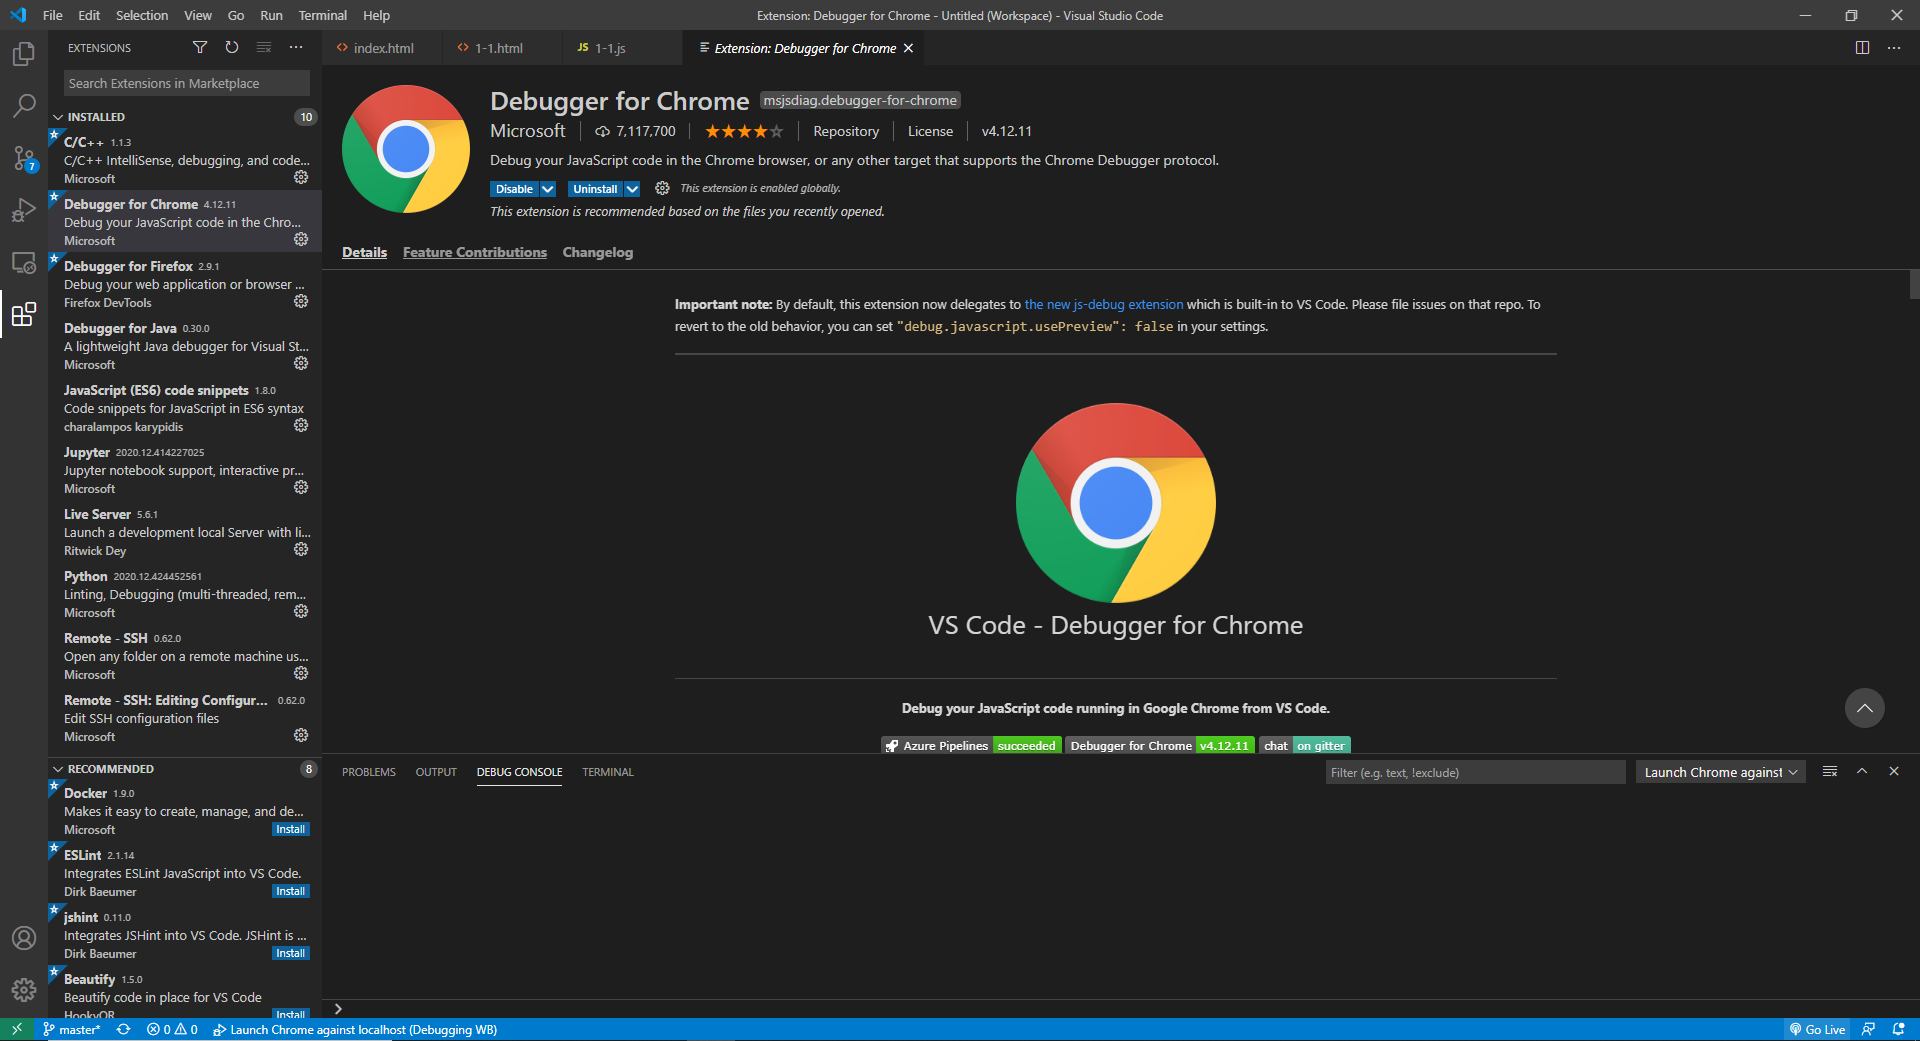 File Edit Selection View Go Run Terminal Help
Extension: Debugger for Chrome - Untitled (Workspace) - Visual Studio Code
EXTENSIONS
Search Extensions in Marketplace
INSTALLED 10
C/C++ 1.1.3
C/C++ IntelliSense, debugging, and code...
Microsoft
Debugger for Chrome 4.12.11
Debug your JavaScript code in the Chro...
Microsoft
Debugger for Firefox 2.9.1
Debug your web application or browser ...
Firefox DevTools
Debugger for Java 0.30.0
A lightweight Java debugger for Visual St...
Microsoft
JavaScript (ES6) code snippets 1.8.0
Code snippets for JavaScript in ES6 syntax
charalampos karypidis
Jupyter 2020.12.414227025
Jupyter notebook support, interactive pr...
Microsoft
Live Server 5.6.1
Launch a development local Server with li...
Ritwick Dey
Python 2020.12.424452561
Linting, Debugging (multi-threaded, rem...
Microsoft
Remote - SSH 0.62.0
Open any folder on a remote machine us...
Microsoft
Remote - SSH: Editing Configur... 0.62.0
Edit SSH configuration files
Microsoft
RECOMMENDED 8
Docker 1.9.0
Makes it easy to create, manage, and de...
Microsoft Install
ESLint 2.1.14
Integrates ESLint JavaScript into VS Code.
Dirk Baeumer Install
jshint 0.11.0
Integrates JSHint into VS Code. JSHint is ...
Dirk Baeumer Install
Beautify 1.5.0
Beautify code in place for VS Code
HookyQR Install
7
index.html 1-1.html JS 1-1.js Extension: Debugger for Chrome
Debugger for Chrome msjsdiag.debugger-for-chrome
Microsoft 7,117,700 Repository License v4.12.11
Debug your JavaScript code in the Chrome browser, or any other target that supports the Chrome Debugger protocol.
Disable Uninstall This extension is enabled globally.
This extension is recommended based on the files you recently opened.
Details Feature Contributions Changelog
Important note: By default, this extension now delegates to the new js-debug extension which is built-in to VS Code. Please file issues on that repo. To
revert to the old behavior, you can set "debug.javascript.usePreview": false in your settings.
VS Code - Debugger for Chrome
Debug your JavaScript code running in Google Chrome from VS Code.
Azure Pipelines succeeded Debugger for Chrome v4.12.11 chat on gitter
PROBLEMS OUTPUT DEBUG CONSOLE TERMINAL
Filter (e.g. text, !exclude) Launch Chrome against
master* 0 0 Launch Chrome against localhost (Debugging WB) Go Live